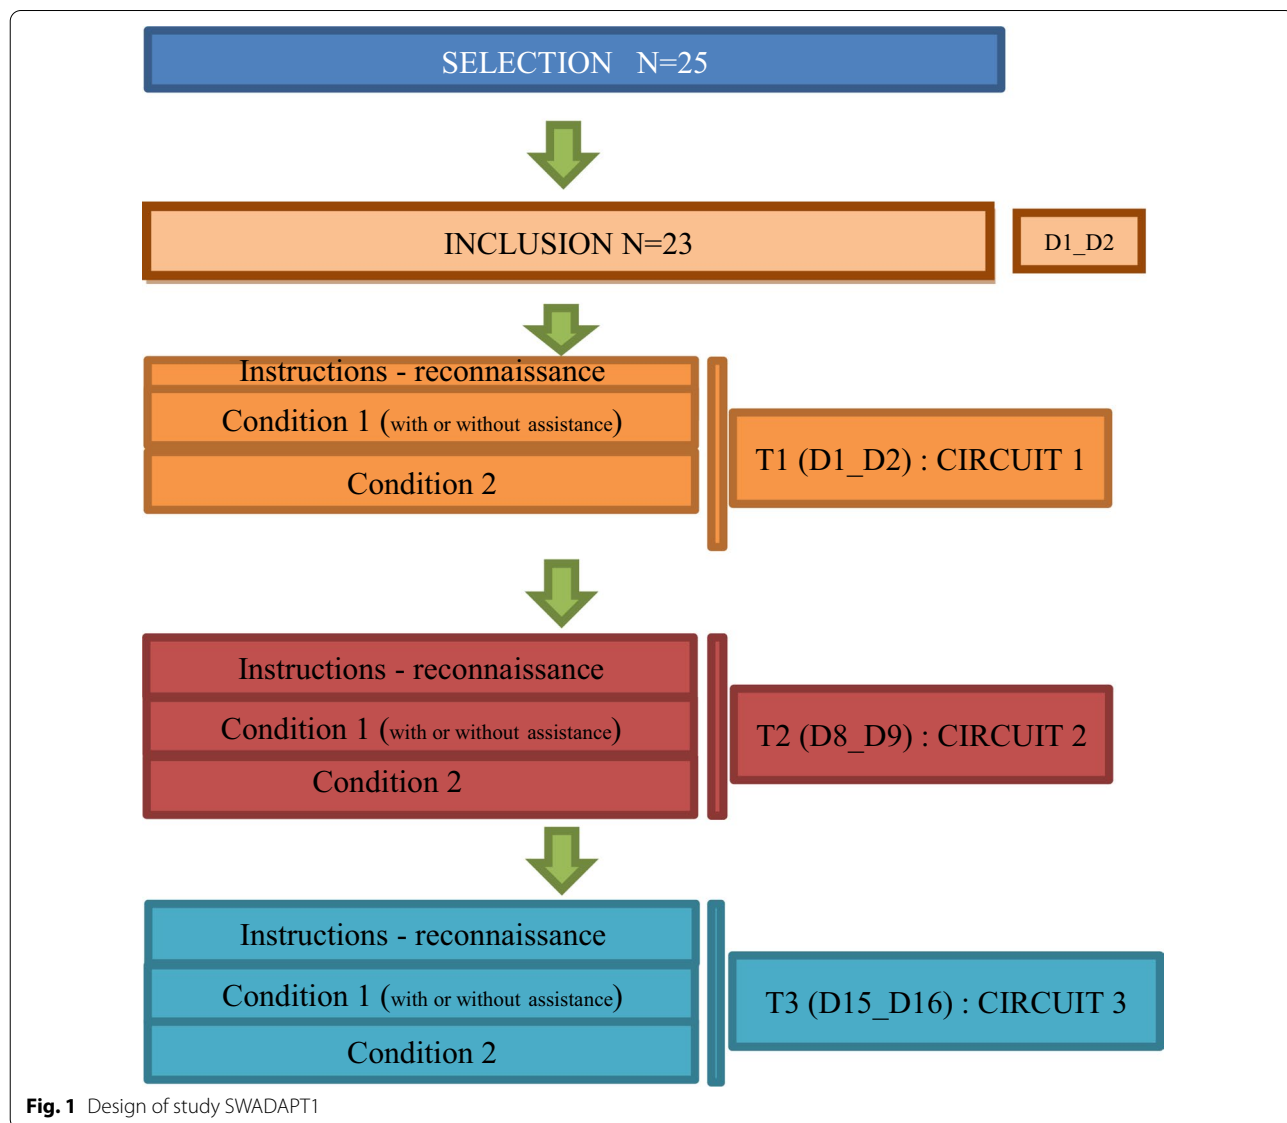 SELECTION N=25
INCLUSION N=23
D1_D2
Instructions - reconnaissance
Condition 1 (with or without assistance)
Condition 2
T1 (D1_D2) : CIRCUIT 1
Instructions - reconnaissance
Condition 1 (with or without assistance)
Condition 2
T2 (D8_D9) : CIRCUIT 2
Instructions - reconnaissance
Condition 1 (with or without assistance)
Condition 2
T3 (D15_D16) : CIRCUIT 3
Fig. 1 Design of study SWADAPT1